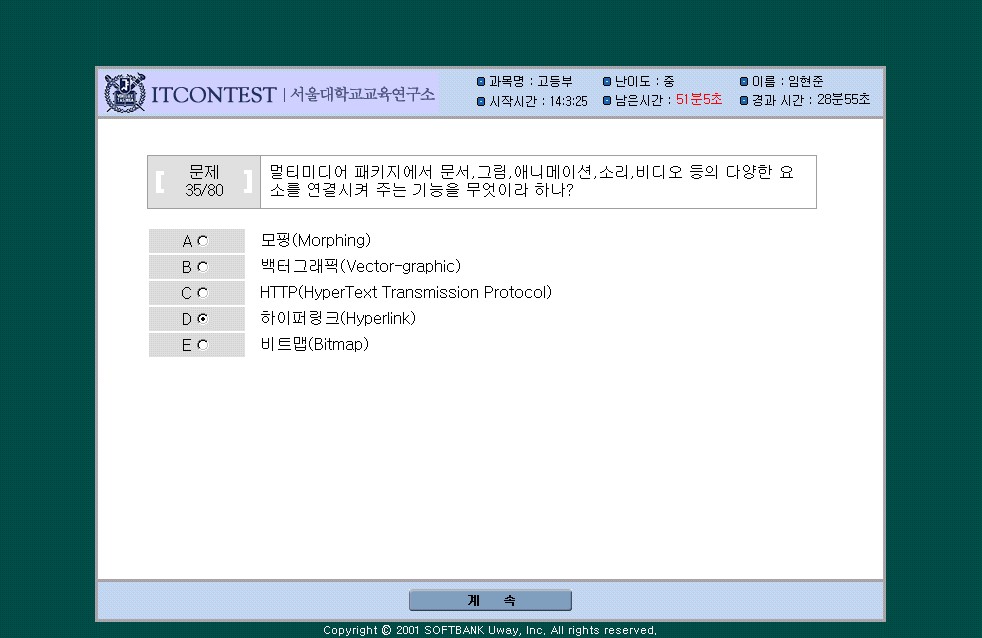 ITCONTEST | 서울대학교교육연구소
과목명 : 고등부 난이도 : 중 이름 : 임현준
시작시간 : 14:3:25 남은시간 : 51분5초 경과 시간 : 28분55초
[ 문제 35/80 ]
멀티미디어 패키지에서 문서,그림,애니메이션,소리,비디오 등의 다양한 요
소를 연결시켜 주는 기능을 무엇이라 하나?
A 모핑(Morphing)
B 백터그래픽(Vector-graphic)
C HTTP(HyperText Transmission Protocol)
D 하이퍼링크(Hyperlink)
E 비트맵(Bitmap)
계 속
Copyright © 2001 SOFTBANK Uway, Inc, All rights reserved,